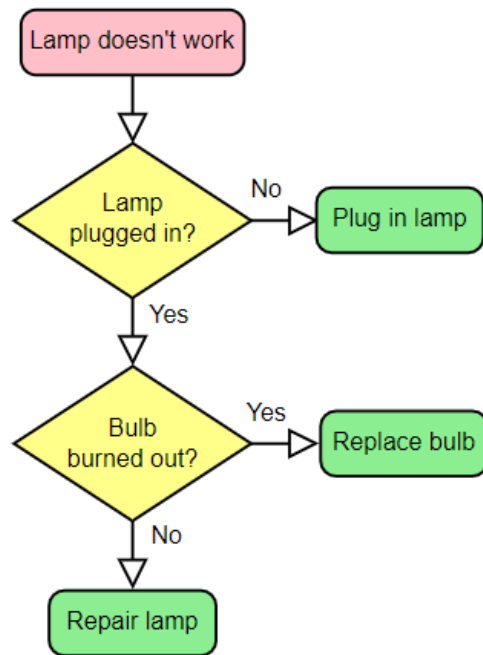 Lamp doesn't work
Lamp
plugged in?
No
Plug in lamp
Yes
Bulb
burned out?
Yes
Replace bulb
No
Repair lamp